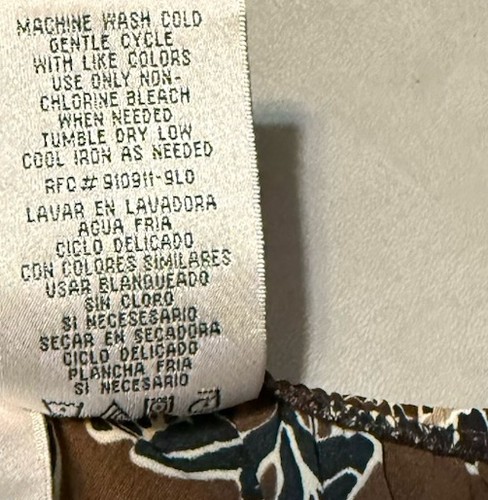 MACHINE WASH COLD
GENTLE CYCLE
WITH LIKE COLORS
USE ONLY NON-
CHLORINE BLEACH
WHEN NEEDED
TUMBLE DRY LOW
COOL IRON AS NEEDED
RFC# 910911-9L0
LAVAR EN LAVADORA
AGUA FRIA
CICLO DELICADO
CON COLORES SIMILARES
USAR BLANQUEADO
SIN CLORO
SI NECESESARIO
SECAR EN SECADORA
CICLO DELICADO
PLANCHA FRIA
SI NECESARIO